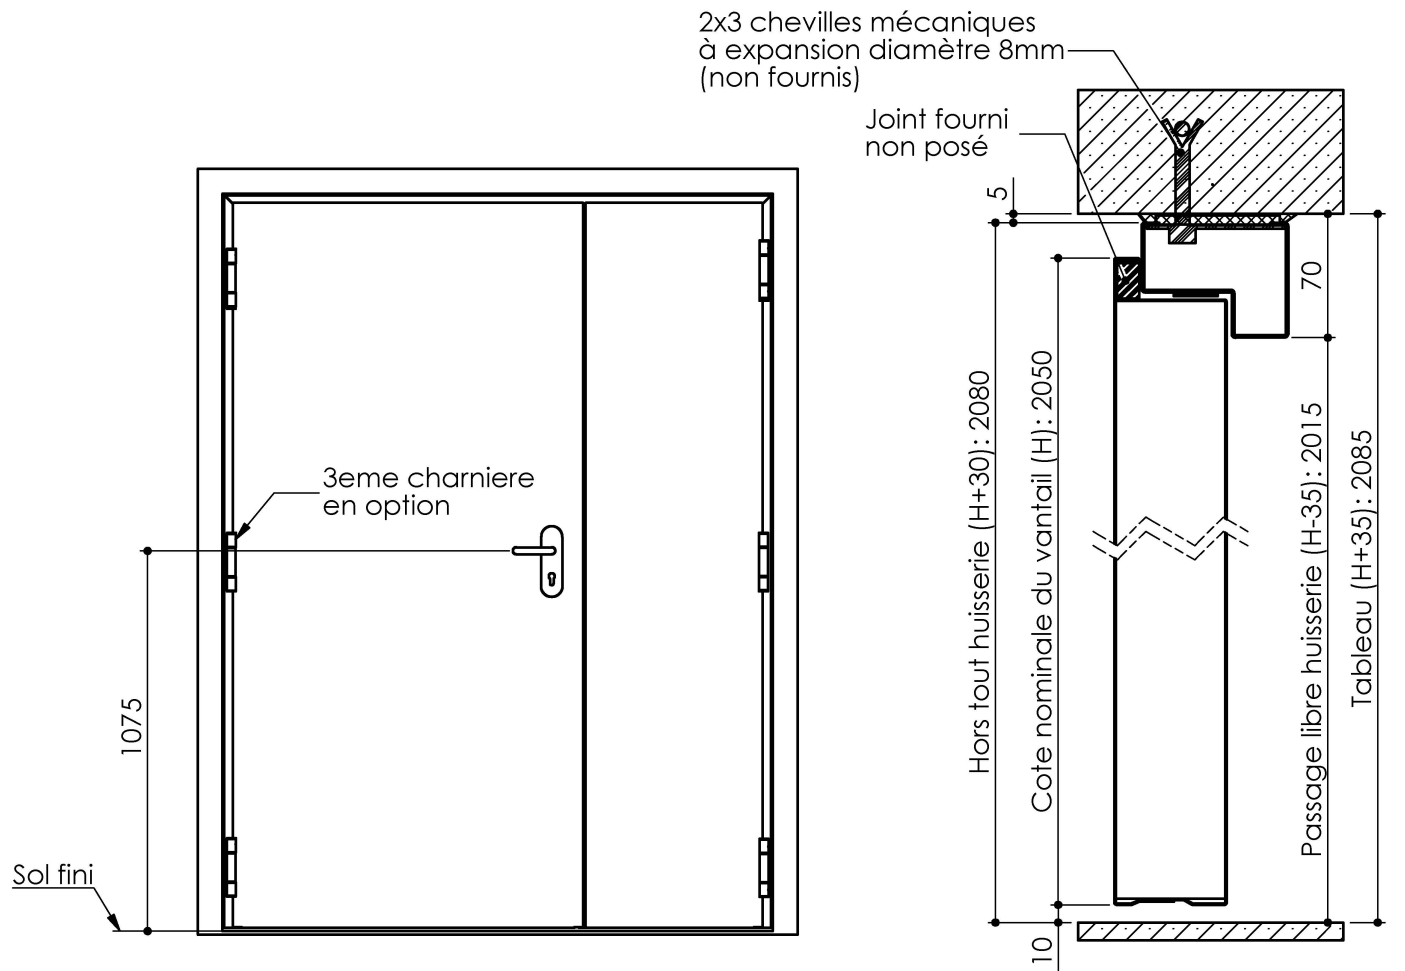 2x3 chevilles mécaniques
à expansion diamètre 8mm
(non fournis)
Joint fourni
non posé
5
70
3eme charniere
en option
1075
Sol fini
Hors tout huisserie (H+30): 2080
Cote nominale du vantail (H): 2050
Passage libre huisserie (H-35): 2015
Tableau (H+35): 2085
10